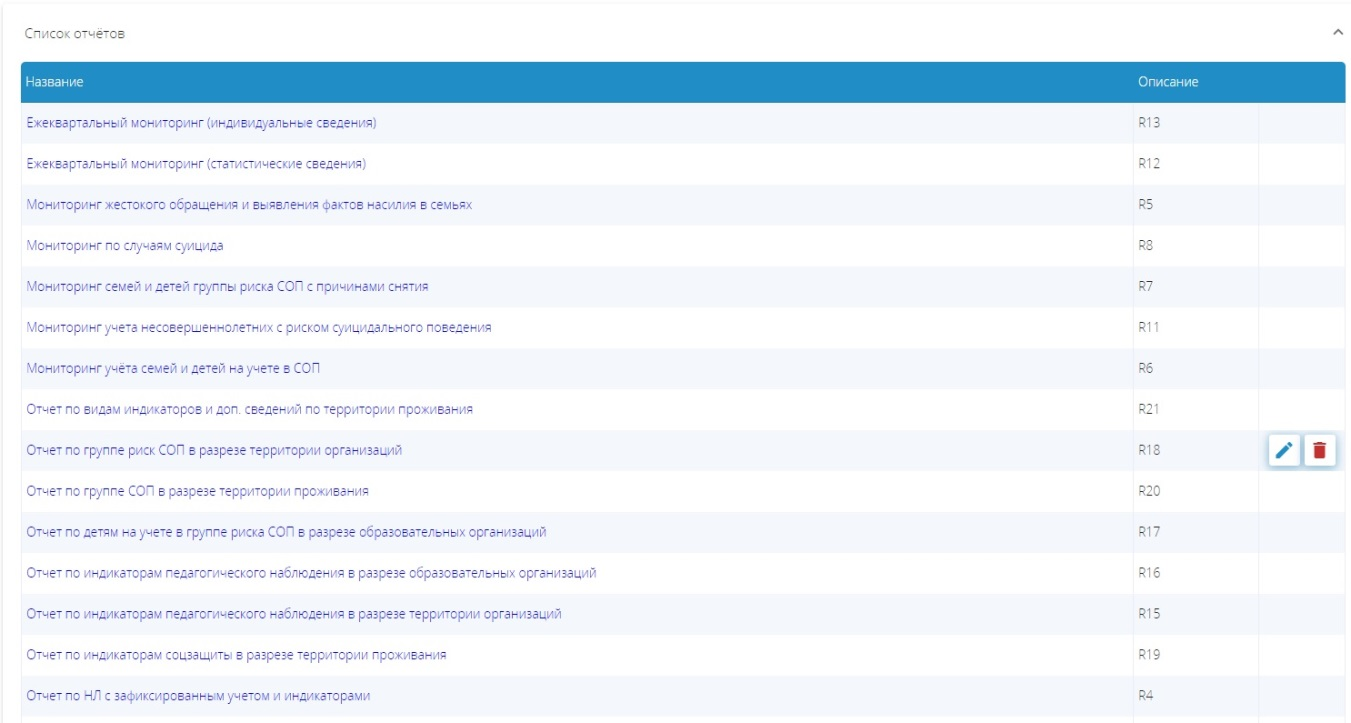 Список отчётов
Название Описание
Ежеквартальный мониторинг (индивидуальные сведения) R13
Ежеквартальный мониторинг (статистические сведения) R12
Мониторинг жестокого обращения и выявления фактов насилия в семьях R5
Мониторинг по случаям суицида R8
Мониторинг семей и детей группы риска СОП с причинами снятия R7
Мониторинг учета несовершеннолетних с риском суицидального поведения R11
Мониторинг учёта семей и детей на учете в СОП R6
Отчет по видам индикаторов и доп. сведений по территории проживания R21
Отчет по группе риск СОП в разрезе территории организаций R18
Отчет по группе СОП в разрезе территории проживания R20
Отчет по детям на учете в группе риска СОП в разрезе образовательных организаций R17
Отчет по индикаторам педагогического наблюдения в разрезе образовательных организаций R16
Отчет по индикаторам педагогического наблюдения в разрезе территории организаций R15
Отчет по индикаторам соцзащиты в разрезе территории проживания R19
Отчет по НЛ с зафиксированным учетом и индикаторами R4